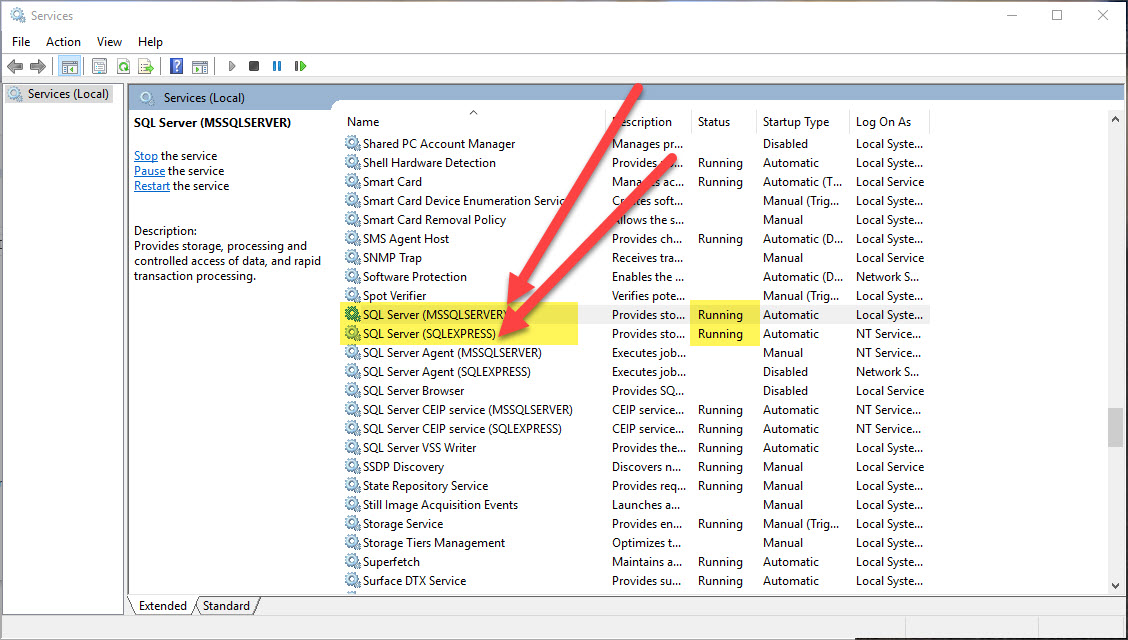 Services
File Action View Help
Services (Local)
Services (Local)
SQL Server (MSSQLSERVER)
Stop the service
Pause the service
Restart the service
Description:
Provides storage, processing and
controlled access of data, and rapid
transaction processing.
Name Description Status Startup Type Log On As
Shared PC Account Manager Manages pr... Disabled Local Syste...
Shell Hardware Detection Provides Running Automatic Local Syste...
Smart Card Manages ac... Running Automatic (T... Local Service
Smart Card Device Enumeration Service Creates soft... Manual (Trig... Local Syste...
Smart Card Removal Policy Allows the s... Manual Local Syste...
SMS Agent Host Provides ch... Running Automatic (D... Local Syste...
SNMP Trap Receives tra... Manual Local Service
Software Protection Enables the ... Automatic (D... Network S...
Spot Verifier Verifies pote... Manual (Trig... Local Syste...
SQL Server (MSSQLSERVER) Provides sto... Running Automatic Local Syste...
SQL Server (SQLEXPRESS) Provides sto... Running Automatic NT Service...
SQL Server Agent (MSSQLSERVER) Executes job... Manual NT Service...
SQL Server Agent (SQLEXPRESS) Executes job... Disabled Network S...
SQL Server Browser Provides SQ... Disabled Local Service
SQL Server CEIP service (MSSQLSERVER) CEIP service... Running Automatic NT Service...
SQL Server CEIP service (SQLEXPRESS) CEIP service... Running Automatic NT Service...
SQL Server VSS Writer Provides the... Running Automatic Local Syste...
SSDP Discovery Discovers n... Running Manual Local Service
State Repository Service Provides req... Running Manual Local Syste...
Still Image Acquisition Events Launches a... Manual Local Syste...
Storage Service Provides en... Running Manual (Trig... Local Syste...
Storage Tiers Management Optimizes t... Manual Local Syste...
Superfetch Maintains a... Running Automatic Local Syste...
Surface DTX Service Provides su... Running Automatic Local Syste...
Extended Standard